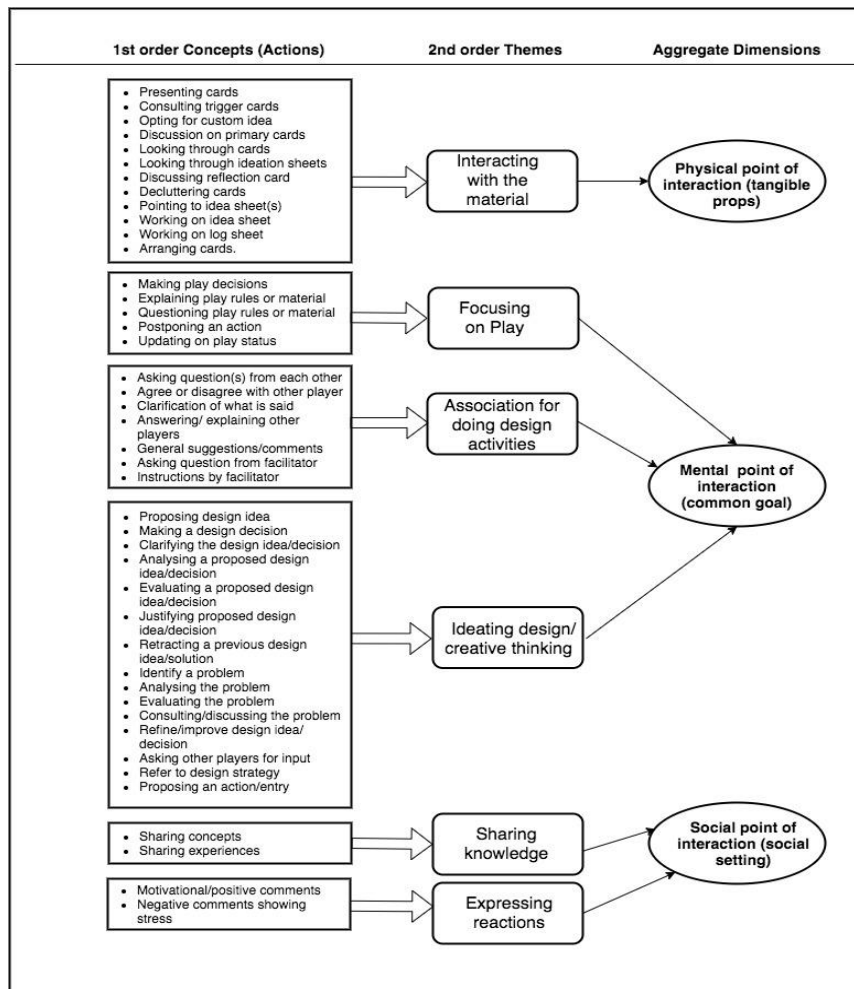 1st order Concepts (Actions)
2nd order Themes
Aggregate Dimensions
• Presenting cards
• Consulting trigger cards
• Opting for custom idea
• Discussion on primary cards
• Looking through cards
• Looking through ideation sheets
• Discussing reflection card
• Decluttering cards
• Pointing to idea sheet(s)
• Working on idea sheet
• Working on log sheet
• Arranging cards.
Interacting
with the
material
Physical point of
interaction (tangible
props)
• Making play decisions
• Explaining play rules or material
• Questioning play rules or material
• Postponing an action
• Updating on play status
Focusing
on Play
• Asking question(s) from each other
• Agree or disagree with other player
• Clarification of what is said
• Answering/ explaining other
players
• General suggestions/comments
• Asking question from facilitator
• Instructions by facilitator
Association for
doing design
activities
Mental point of
interaction
(common goal)
• Proposing design idea
• Making a design decision
• Clarifying the design idea/decision
• Analysing a proposed design
idea/decision
• Evaluating a proposed design
idea/decision
• Justifying proposed design
idea/decision
• Retracting a previous design
idea/solution
• Identify a problem
• Analysing the problem
• Evaluating the problem
• Consulting/discussing the problem
• Refine/improve design idea/
decision
• Asking other players for input
• Refer to design strategy
• Proposing an action/entry
Ideating design/
creative thinking
• Sharing concepts
• Sharing experiences
Sharing
knowledge
Social point of
interaction (social
setting)
• Motivational/positive comments
• Negative comments showing
stress
Expressing
reactions